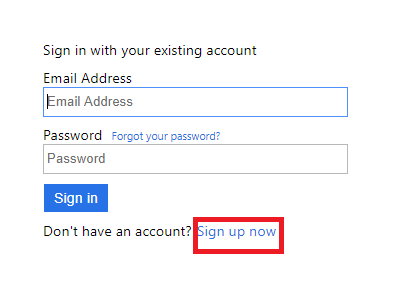 Sign in with your existing account
Email Address
Email Address
Password Forgot your password?
Password
Sign in
Don't have an account? Sign up now